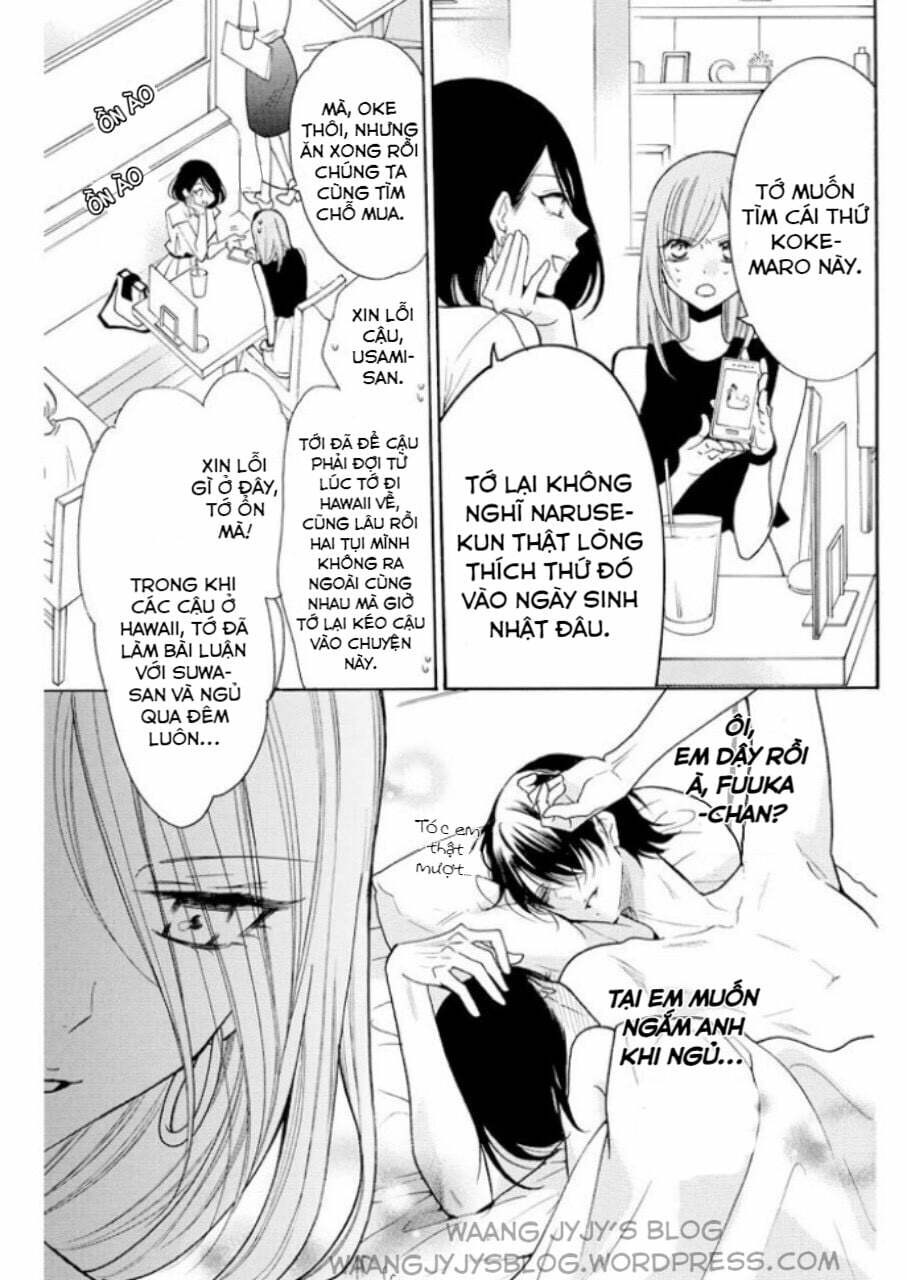 TỚ MUỐN
TÌM CÁI THỨ
KOKE-
MARO NÀY.
TỚ LẠI KHÔNG
NGHĨ NARUSE-
KUN THẬT LÒNG
THÍCH THỨ ĐÓ
VÀO NGÀY SINH
NHẬT ĐÂU.
MÀ, OKE
THÔI, NHƯNG
ĂN XONG RỒI
CHÚNG TA
CÙNG TÌM
CHỖ MUA.
ỒN ÀO
ỒN ÀO
XIN LỖI
CẬU,
USAMI-
SAN.
TỚI ĐÃ ĐỂ CẬU
PHẢI ĐỢI TỪ
LÚC TỚ ĐI
HAWAII VỀ,
CŨNG LÂU RỒI
HAI TỤI MÌNH
KHÔNG RA
NGOÀI CÙNG
NHAU MÀ GIỜ
TỚ LẠI KÉO CẬU
VÀO CHUYỆN
NÀY.
XIN LỖI
GÌ Ở ĐÂY,
TỚ ỔN
MÀ!
TRONG KHI
CÁC CẬU Ở
HAWAII, TỚ ĐÃ
LÀM BÀI LUẬN
VỚI SUWA-
SAN VÀ NGỦ
QUA ĐÊM
LUÔN...
ÔI,
EM DẬY RỒI
À, FUUKA
-CHAN?
Tóc em
thật
mượt...
TẠI EM MUỐN
NGẮM ANH
KHI NGỦ...
WAANG JYJY'S BLOG
WAANGJYJYSBLOG.WORDPRESS.COM